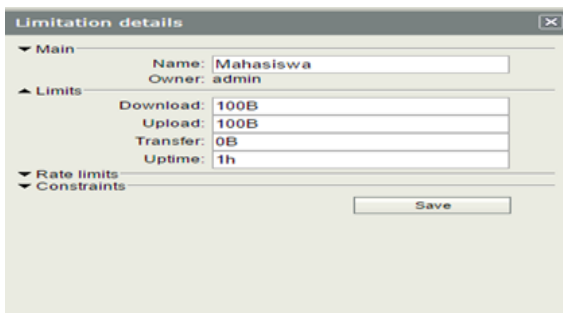 Limitation details
Main
Name: Mahasiswa
Owner: admin
Limits
Download: 100B
Upload: 100B
Transfer: 0B
Uptime: 1h
Rate limits
Constraints
Save